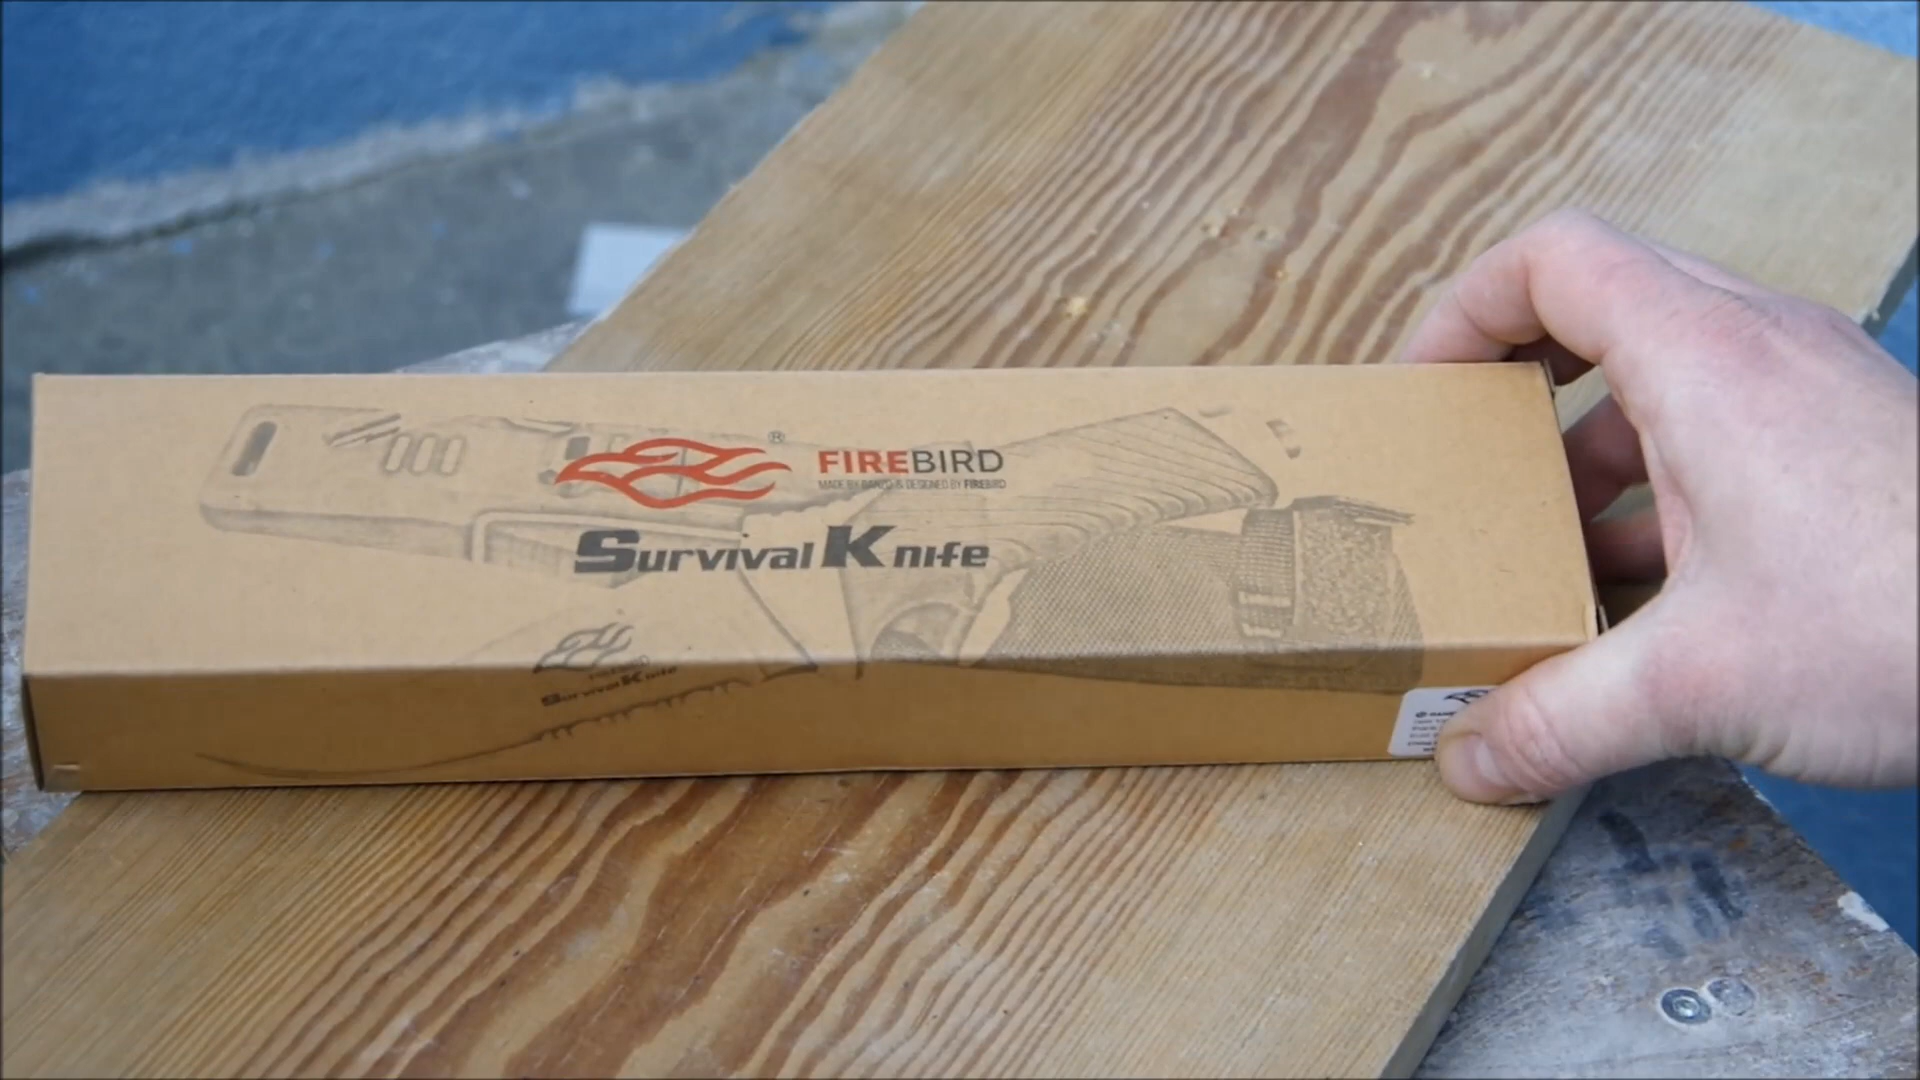 ®
FIREBIRD
MADE BY GANZO & DESIGNED BY FIREBIRD
Survival Knife
Survival Knife